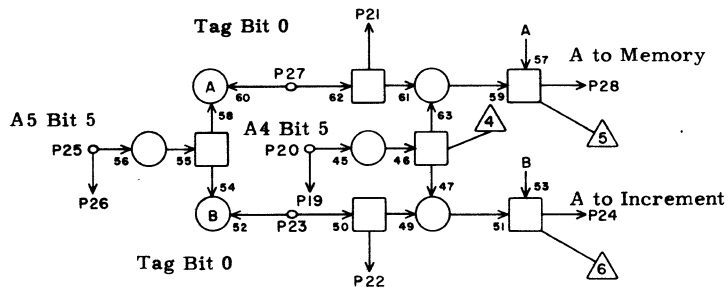 P21
Tag Bit 0
A
57
A to Memory
P27
A
60
62
61
59
P28
58
63
A5 Bit 5
A4 Bit 5
4
5
P25
56
55
P20
45
46
54
47
B
53
A to Increment
P26
P19
B
52
P23
50
49
51
P24
Tag Bit 0
6
P22